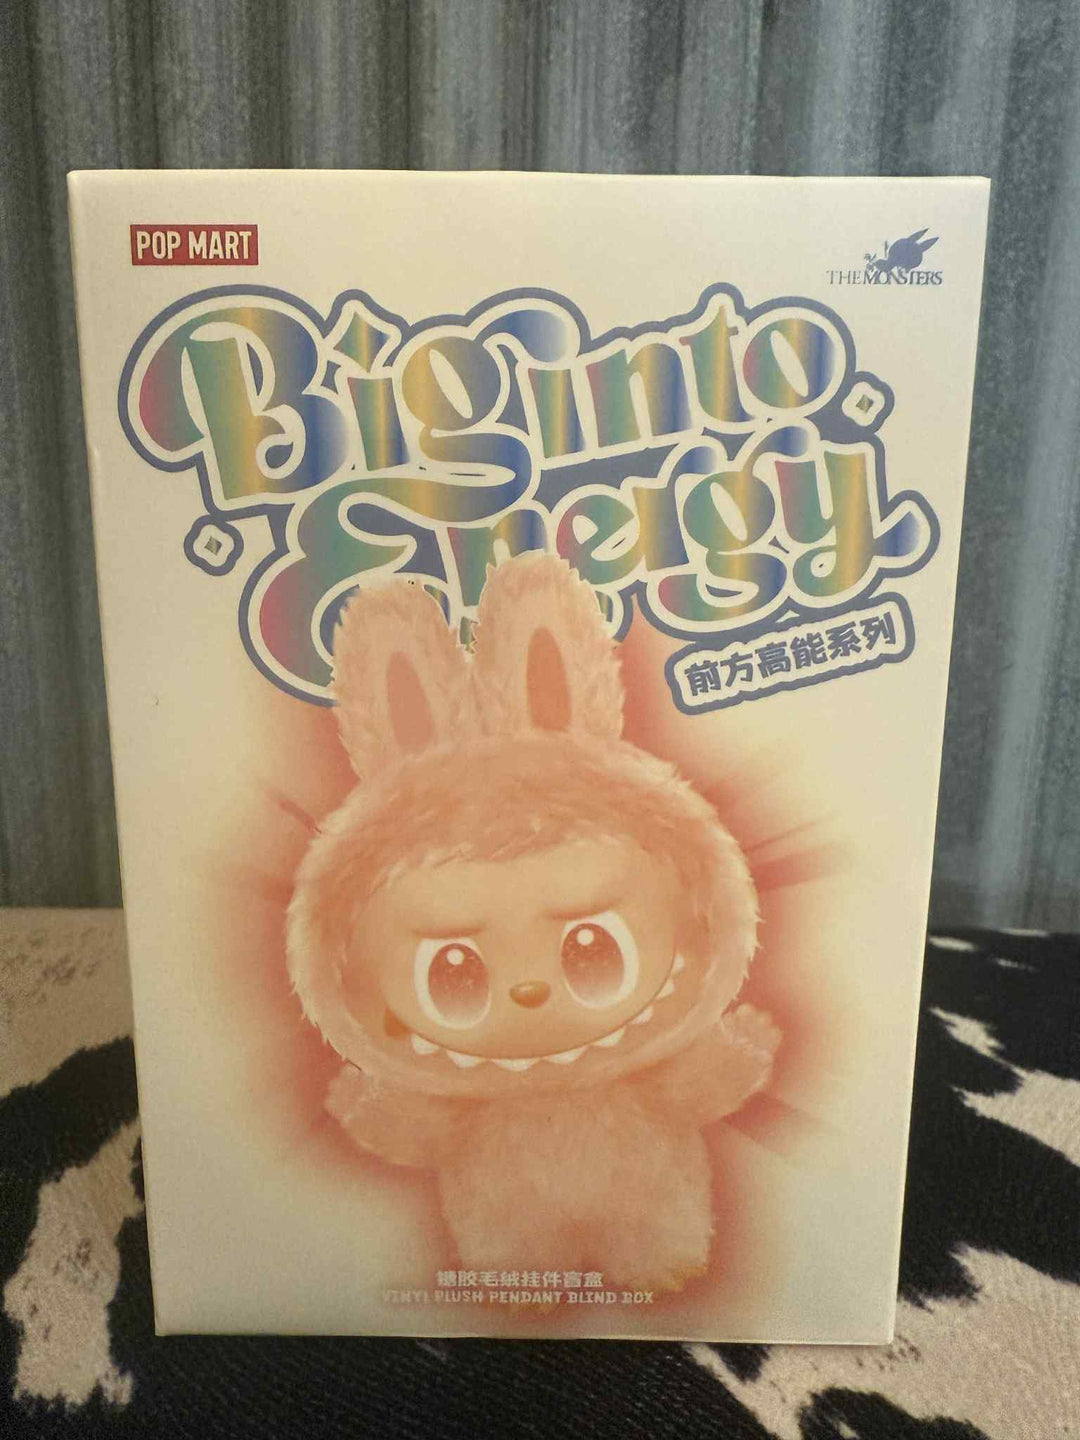 POP MART
THE MONSTERS
Big into
Energy
前方高能系列
搪胶毛绒挂件盲盒
VINYL PLUSH PENDANT BLIND BOX